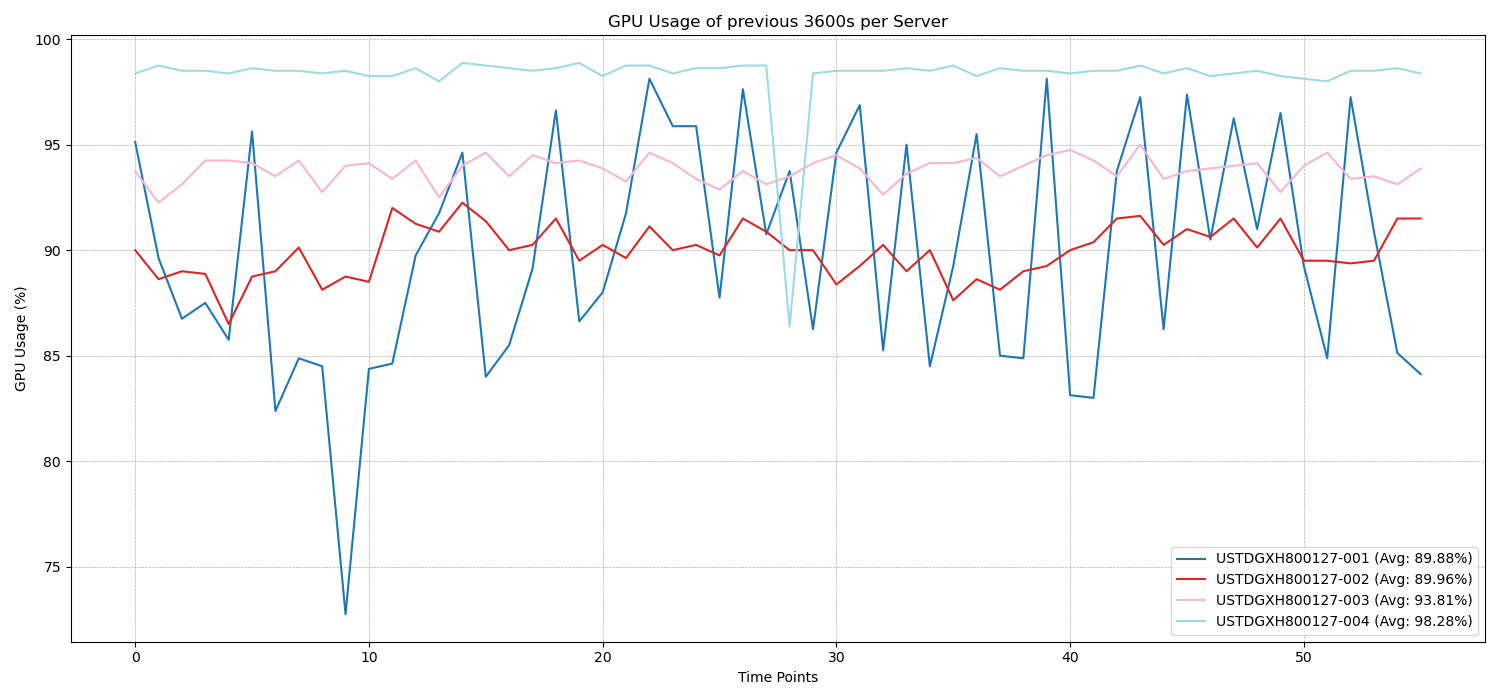 GPU Usage of previous 3600s per Server
GPU Usage (%)
100
95
90
85
80
75
0 10 20 30 40 50
Time Points
USTDGXH800127-001 (Avg: 89.88%)
USTDGXH800127-002 (Avg: 89.96%)
USTDGXH800127-003 (Avg: 93.81%)
USTDGXH800127-004 (Avg: 98.28%)